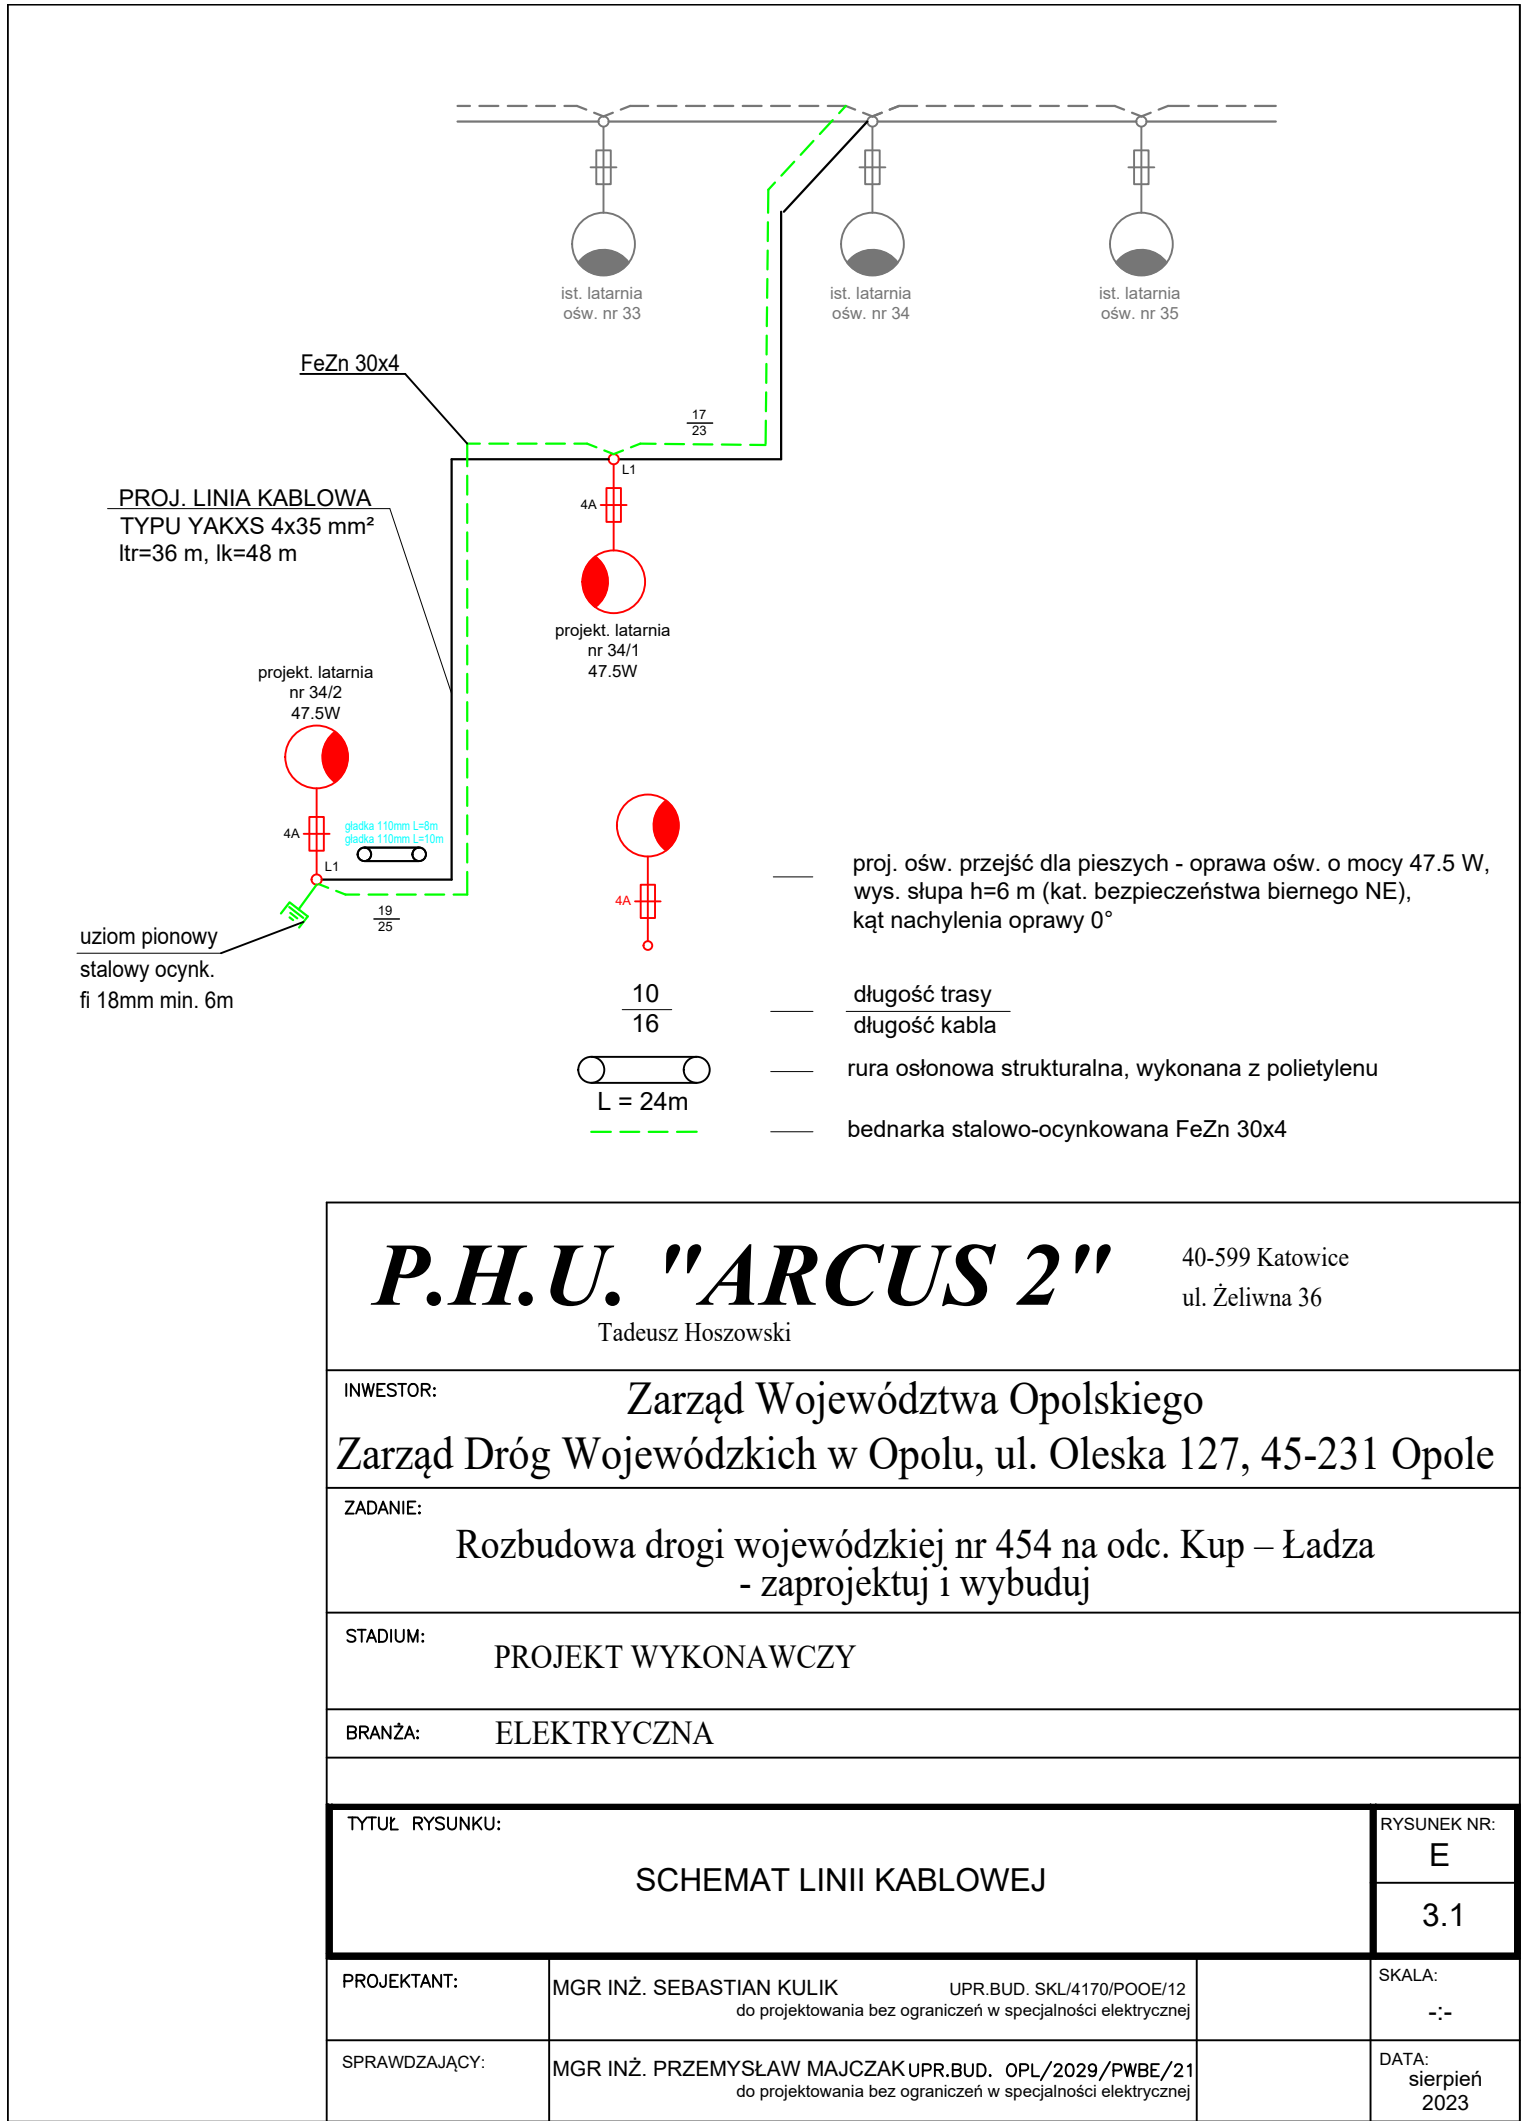 ist. latarnia
ośw. nr 33
ist. latarnia
ośw. nr 34
ist. latarnia
ośw. nr 35
FeZn 30x4
17
23
L1
4A
PROJ. LINIA KABLOWA
TYPU YAKXS 4x35 mm²
ltr=36 m, lk=48 m
projekt. latarnia
nr 34/1
47.5W
projekt. latarnia
nr 34/2
47.5W
4A
gładka 110mm L=8m
gładka 110mm L=10m
L1
19
25
uziom pionowy
stalowy ocynk.
fi 18mm min. 6m
4A
proj. ośw. przejść dla pieszych - oprawa ośw. o mocy 47.5 W,
wys. słupa h=6 m (kat. bezpieczeństwa biernego NE),
kąt nachylenia oprawy 0°
10
16
długość trasy
długość kabla
rura osłonowa strukturalna, wykonana z polietylenu
L = 24m
bednarka stalowo-ocynkowana FeZn 30x4
P.H.U. "ARCUS 2"
Tadeusz Hoszowski
40-599 Katowice
ul. Żeliwna 36
INWESTOR:
Zarząd Województwa Opolskiego
Zarząd Dróg Wojewódzkich w Opolu, ul. Oleska 127, 45-231 Opole
ZADANIE:
Rozbudowa drogi wojewódzkiej nr 454 na odc. Kup – Ładza
- zaprojektuj i wybuduj
STADIUM:
PROJEKT WYKONAWCZY
BRANŻA:
ELEKTRYCZNA
TYTUŁ RYSUNKU:
SCHEMAT LINII KABLOWEJ
RYSUNEK NR:
E
3.1
PROJEKTANT:
MGR INŻ. SEBASTIAN KULIK UPR.BUD. SKL/4170/POOE/12
do projektowania bez ograniczeń w specjalności elektrycznej
SKALA:
-:-
SPRAWDZAJĄCY:
MGR INŻ. PRZEMYSŁAW MAJCZAK UPR.BUD. OPL/2029/PWBE/21
do projektowania bez ograniczeń w specjalności elektrycznej
DATA:
sierpień
2023